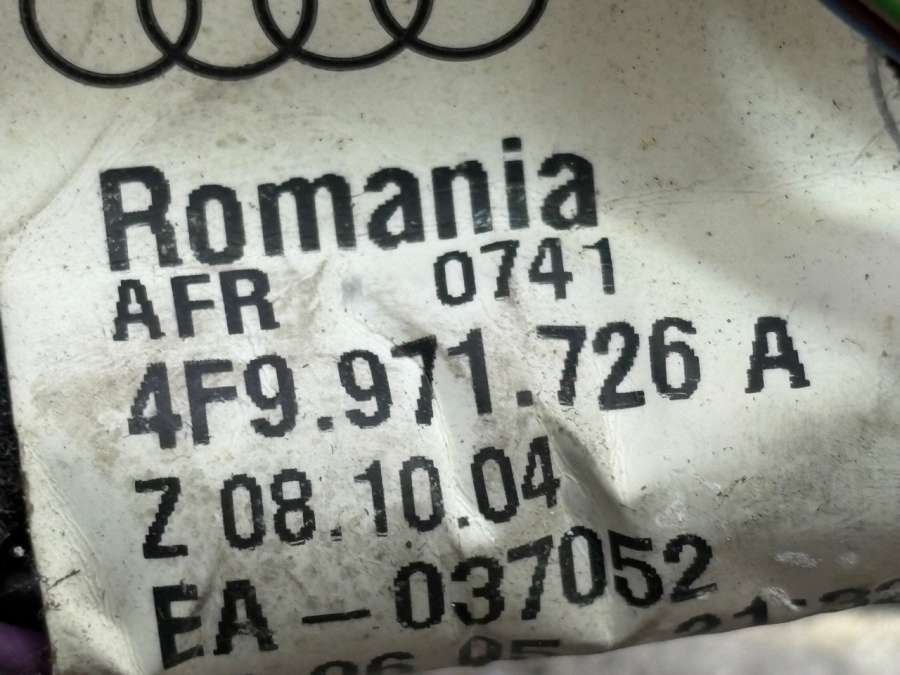 Romania
AFR 0741
4F9.971.726 A
Z 08.10.04
EA-037052